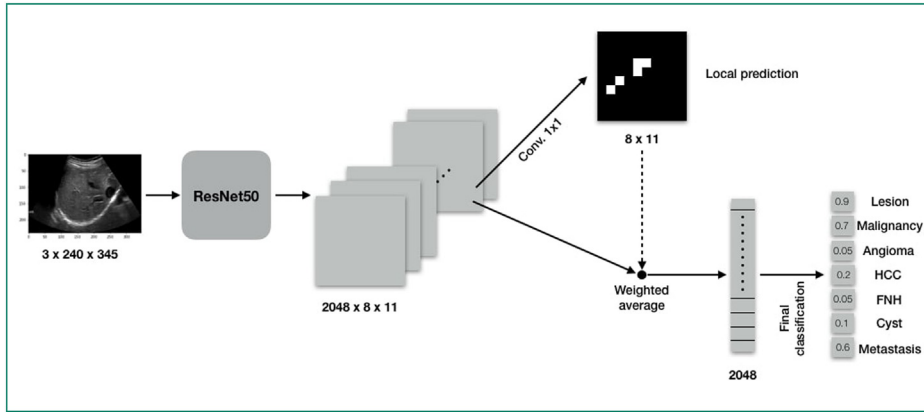 Local prediction
Conv. 1x1
8 x 11
ResNet50
3 x 240 x 345
2048 x 8 x 11
Weighted
average
2048
Final
classification
0.9 Lesion
0.7 Malignancy
0.05 Angioma
0.2 HCC
0.05 FNH
0.1 Cyst
0.6 Metastasis